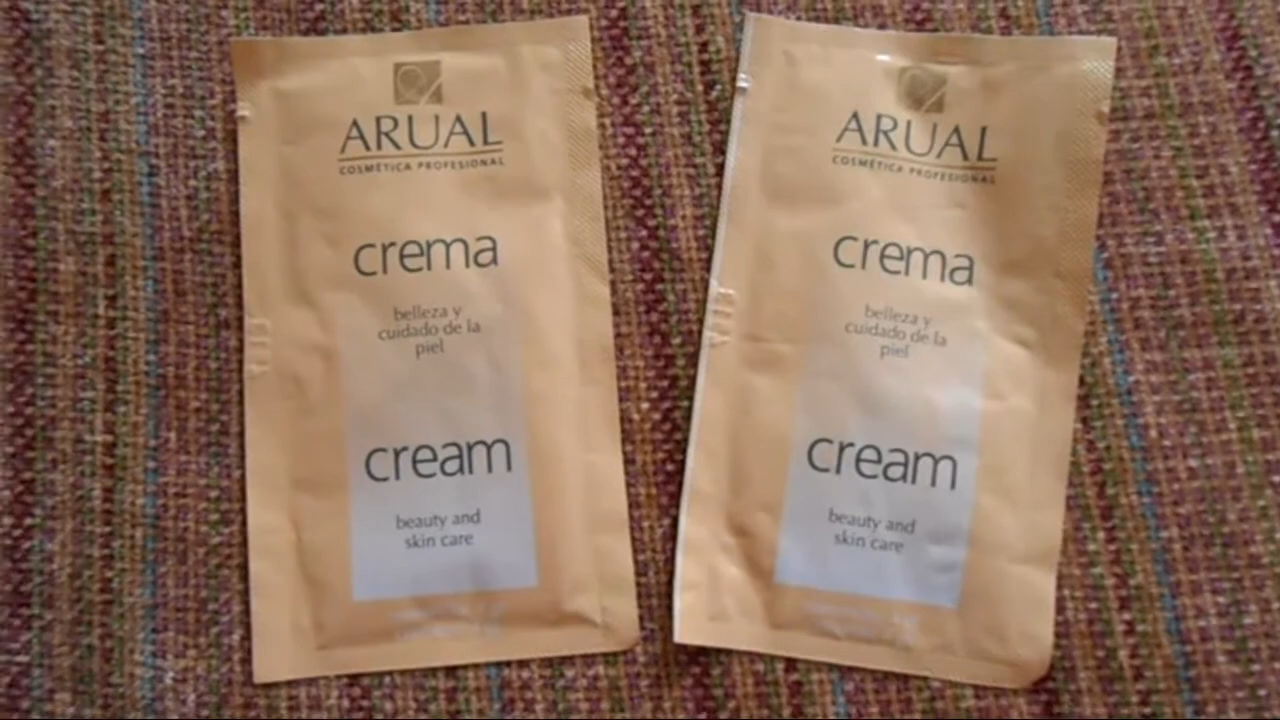 ARUAL
COSMÉTICA PROFESIONAL
crema
belleza y
cuidado de la
piel
cream
beauty and
skin care
ARUAL
COSMÉTICA PROFESIONAL
crema
belleza y
cuidado de la
piel
cream
beauty and
skin care